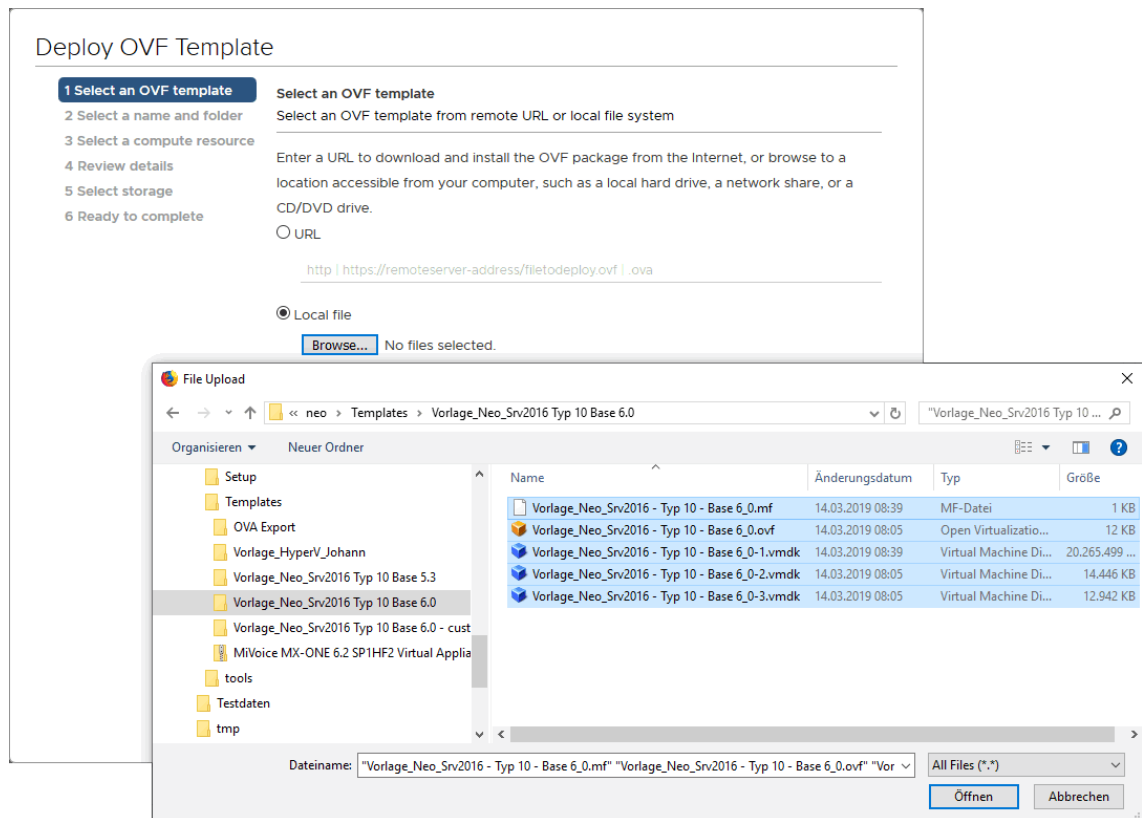 Deploy OVF Template
1 Select an OVF template
2 Select a name and folder
3 Select a compute resource
4 Review details
5 Select storage
6 Ready to complete
Select an OVF template
Select an OVF template from remote URL or local file system
Enter a URL to download and install the OVF package from the Internet, or browse to a
location accessible from your computer, such as a local hard drive, a network share, or a
CD/DVD drive.
URL
http | https://remoteserver-address/filetodeploy.ovf | .ova
Local file
Browse... No files selected.
File Upload
« neo › Templates › Vorlage_Neo_Srv2016 Typ 10 Base 6.0
"Vorlage_Neo_Srv2016 Typ 10 ...
Organisieren Neuer Ordner
Setup
Templates
OVA Export
Vorlage_HyperV_Johann
Vorlage_Neo_Srv2016 Typ 10 Base 5.3
Vorlage_Neo_Srv2016 Typ 10 Base 6.0
Vorlage_Neo_Srv2016 Typ 10 Base 6.0 - cust
MiVoice MX-ONE 6.2 SP1HF2 Virtual Applia
tools
Testdaten
tmp
Name Änderungsdatum Typ Größe
Vorlage_Neo_Srv2016 - Typ 10 - Base 6_0.mf 14.03.2019 08:39 MF-Datei 1 KB
Vorlage_Neo_Srv2016 - Typ 10 - Base 6_0.ovf 14.03.2019 08:05 Open Virtualizatio... 12 KB
Vorlage_Neo_Srv2016 - Typ 10 - Base 6_0-1.vmdk 14.03.2019 08:39 Virtual Machine Di... 20.265.499 ...
Vorlage_Neo_Srv2016 - Typ 10 - Base 6_0-2.vmdk 14.03.2019 08:05 Virtual Machine Di... 14.446 KB
Vorlage_Neo_Srv2016 - Typ 10 - Base 6_0-3.vmdk 14.03.2019 08:05 Virtual Machine Di... 12.942 KB
Dateiname: "Vorlage_Neo_Srv2016 - Typ 10 - Base 6_0.mf" "Vorlage_Neo_Srv2016 - Typ 10 - Base 6_0.ovf" "Vor
All Files (*.*)
Öffnen Abbrechen